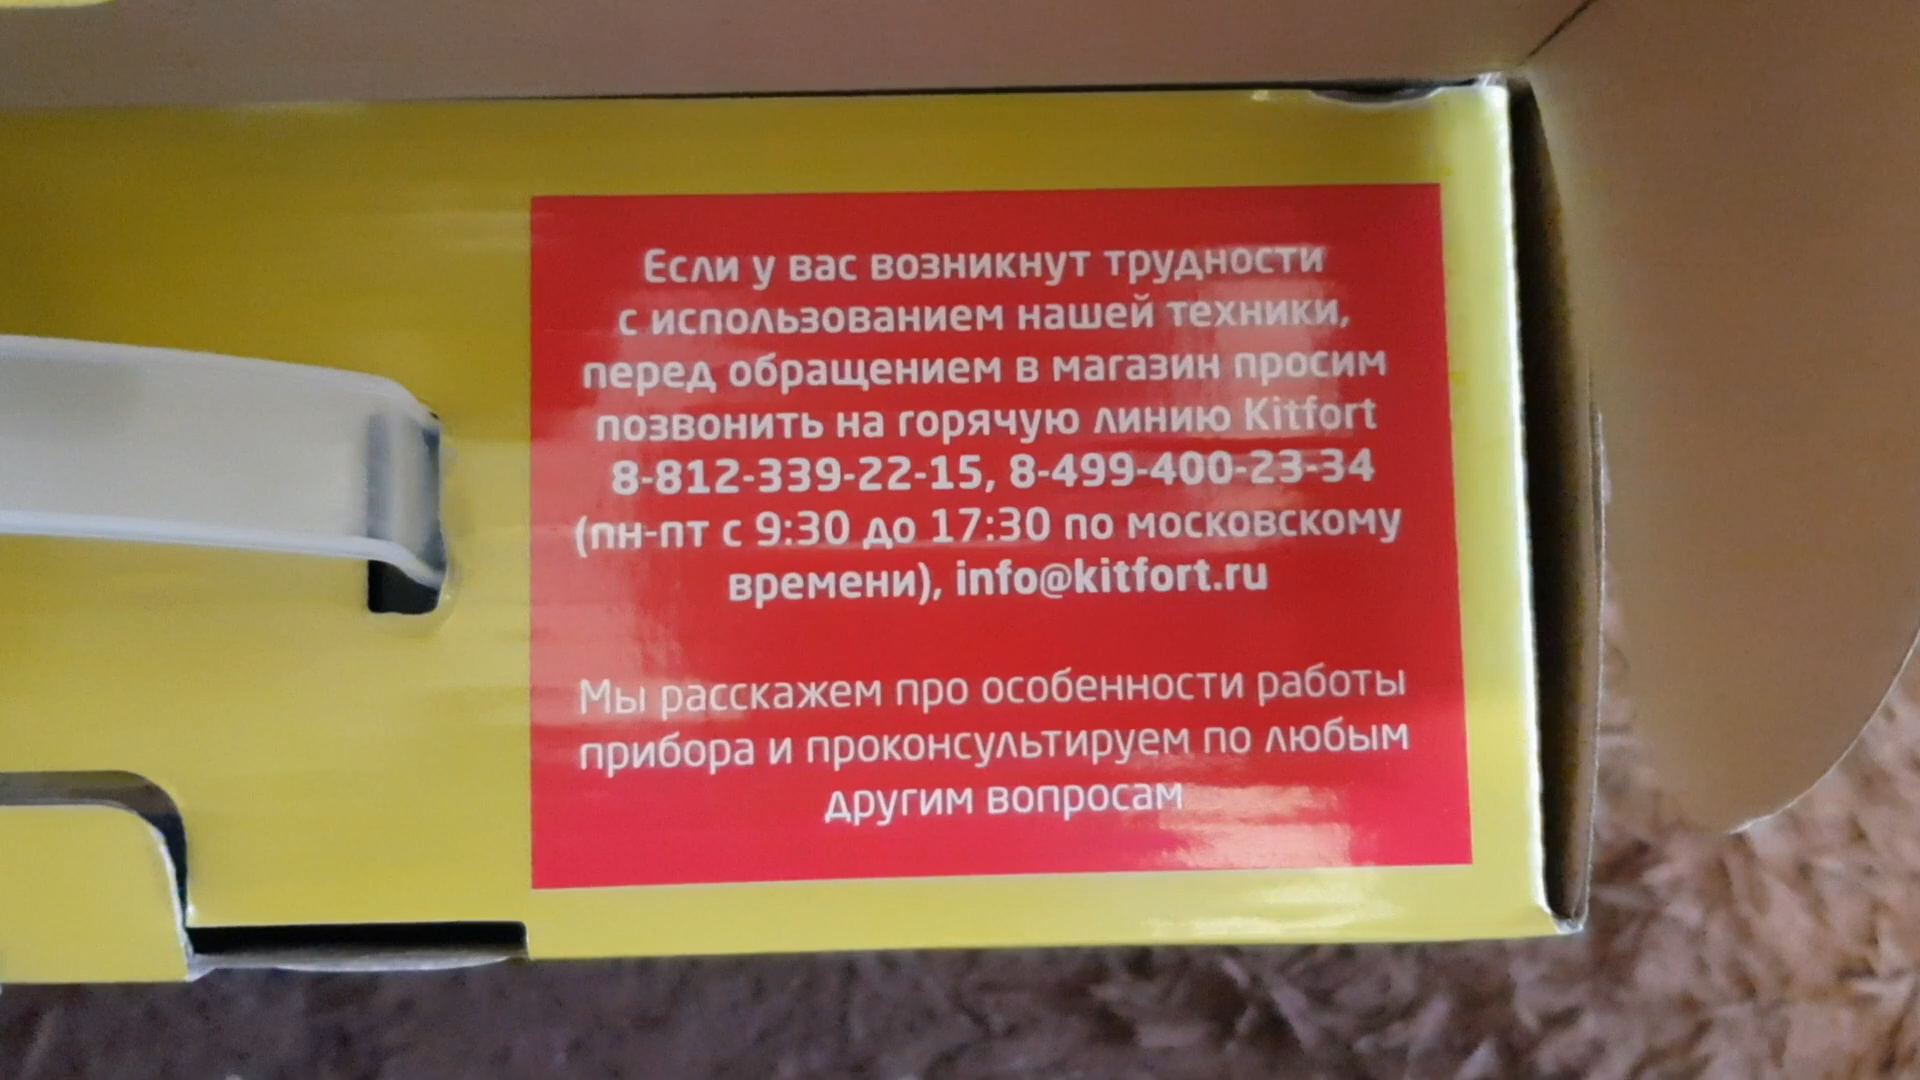 Если у вас возникнут трудности
с использованием нашей техники,
перед обращением в магазин просим
позвонить на горячую линию Kitfort
8-812-339-22-15, 8-499-400-23-34
(пн-пт с 9:30 до 17:30 по московскому
времени), info@kitfort.ru
Мы расскажем про особенности работы
прибора и проконсультируем по любым
другим вопросам